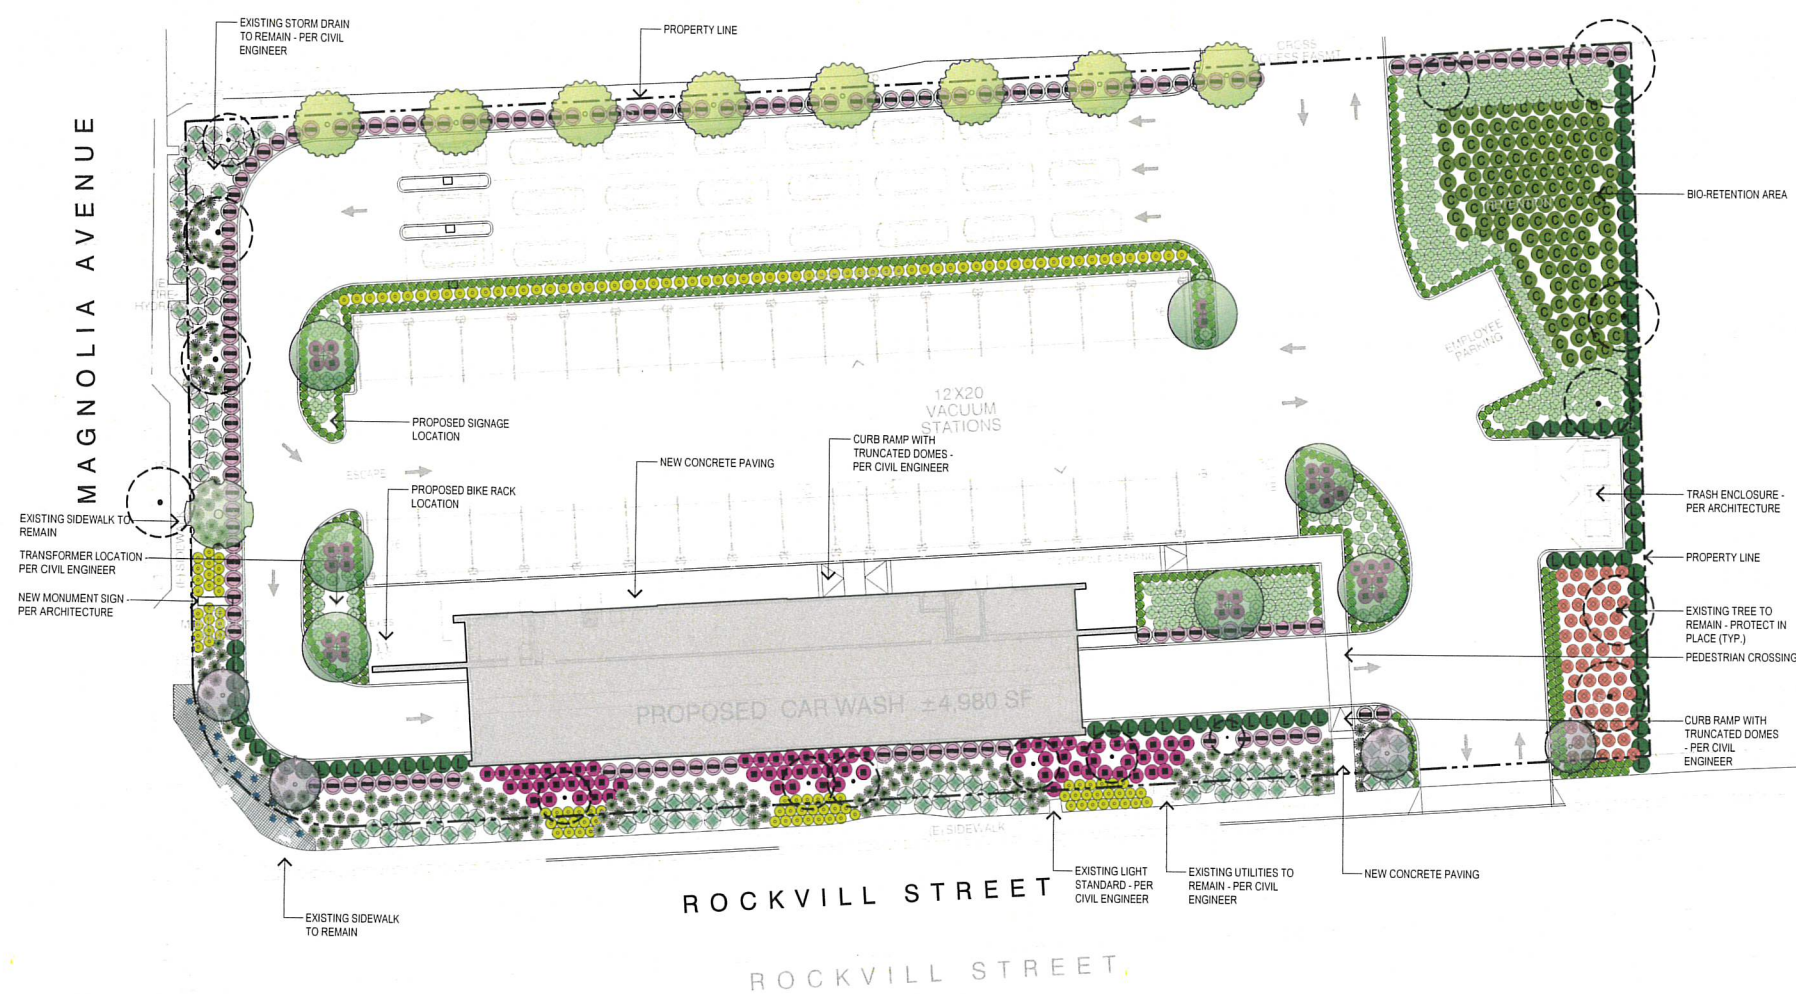 EXISTING STORM DRAIN
TO REMAIN - PER CIVIL
ENGINEER
PROPERTY LINE
CROSS
MAGNOLIA AVENUE
BIO-RETENTION AREA
EMPLOYEE
PARKING
12X20
VACUUM
STATIONS
PROPOSED SIGNAGE
LOCATION
CURB RAMP WITH
TRUNCATED DOMES -
PER CIVIL ENGINEER
NEW CONCRETE PAVING
ESCAPE
PROPOSED BIKE RACK
LOCATION
TRASH ENCLOSURE -
PER ARCHITECTURE
EXISTING SIDEWALK TO
REMAIN
TRANSFORMER LOCATION
PER CIVIL ENGINEER
NEW MONUMENT SIGN -
PER ARCHITECTURE
PROPERTY LINE
EXISTING TREE TO
REMAIN - PROTECT IN
PLACE (TYP.)
PEDESTRIAN CROSSING
PROPOSED CAR WASH ±4,980 SF
CURB RAMP WITH
TRUNCATED DOMES
- PER CIVIL
ENGINEER
(E) SIDEWALK
EXISTING LIGHT
STANDARD - PER
CIVIL ENGINEER
EXISTING UTILITIES TO
REMAIN - PER CIVIL
ENGINEER
NEW CONCRETE PAVING
ROCKVILL STREET
EXISTING SIDEWALK
TO REMAIN
ROCKVILL STREET